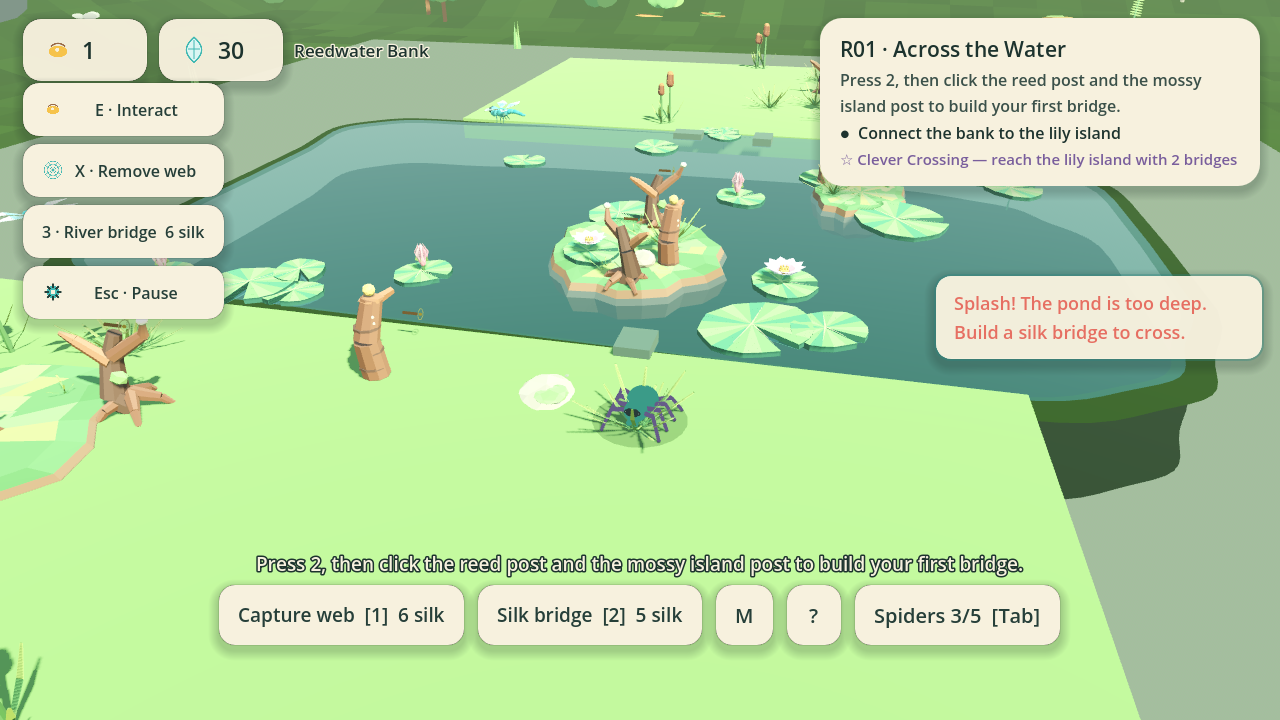 1
30
Reedwater Bank
E · Interact
X · Remove web
3 · River bridge 6 silk
Esc · Pause
R01 · Across the Water
Press 2, then click the reed post and the mossy
island post to build your first bridge.
● Connect the bank to the lily island
☆ Clever Crossing — reach the lily island with 2 bridges
Splash! The pond is too deep.
Build a silk bridge to cross.
Press 2, then click the reed post and the mossy island post to build your first bridge.
Capture web [1] 6 silk
Silk bridge [2] 5 silk
M
?
Spiders 3/5 [Tab]